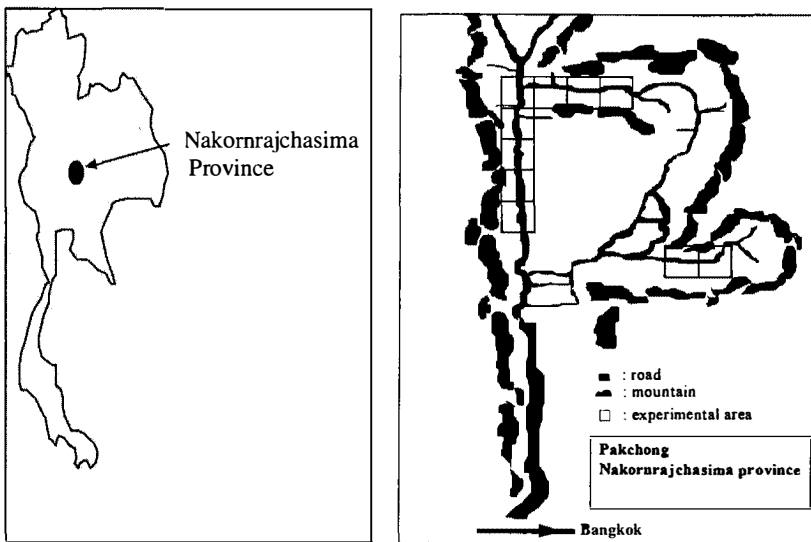 Nakornrajchasima
Province
: road
: mountain
: experimental area
Pakchong
Nakornrajchasima province
Bangkok